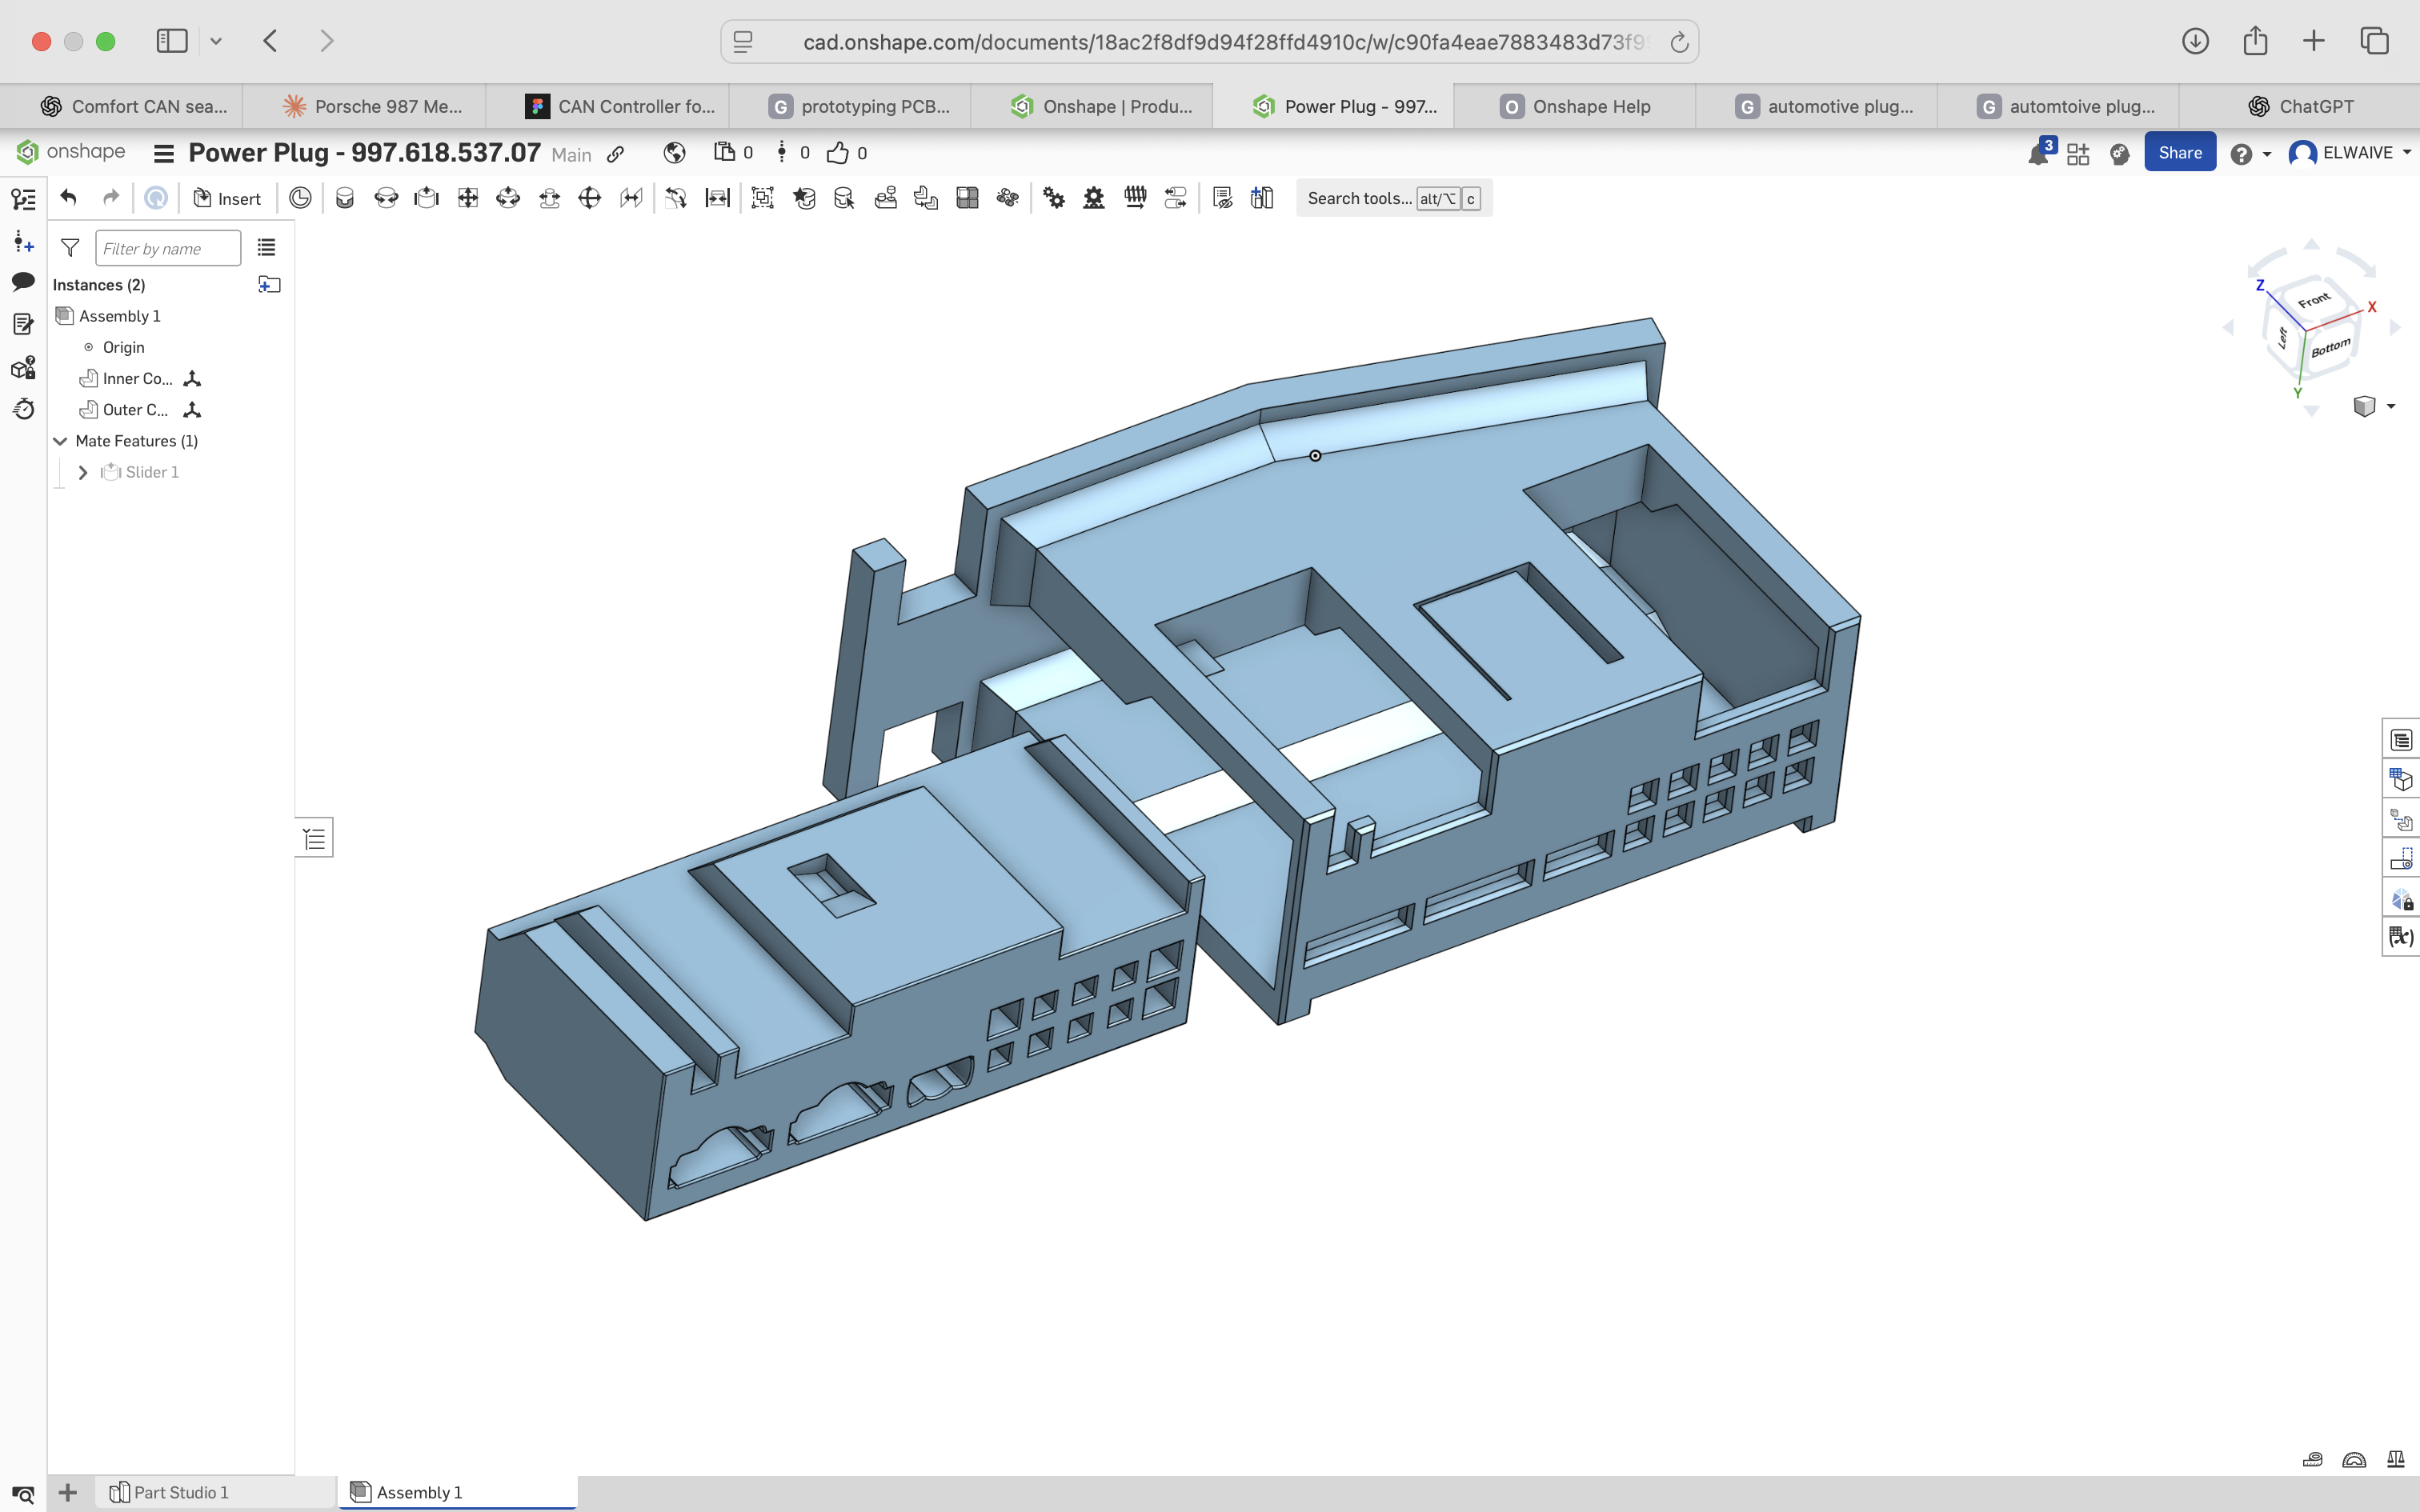 cad.onshape.com/documents/18ac2f8df9d94f28ffd4910c/w/c90fa4eae7883483d73f9
Comfort CAN sea... Porsche 987 Me... CAN Controller fo... G prototyping PCB... Onshape | Produ... Power Plug - 997... O Onshape Help G automotive plug... G automtoive plug... ChatGPT
onshape Power Plug - 997.618.537.07 Main 0 0 0 3 Share ? ELWAIVE
Insert Search tools... alt/⌥ c
Filter by name
Instances (2)
Assembly 1
Origin
Inner Co...
Outer C...
Mate Features (1)
Slider 1
Z
Front
X
Left
Bottom
Y
(x)
Part Studio 1 Assembly 1